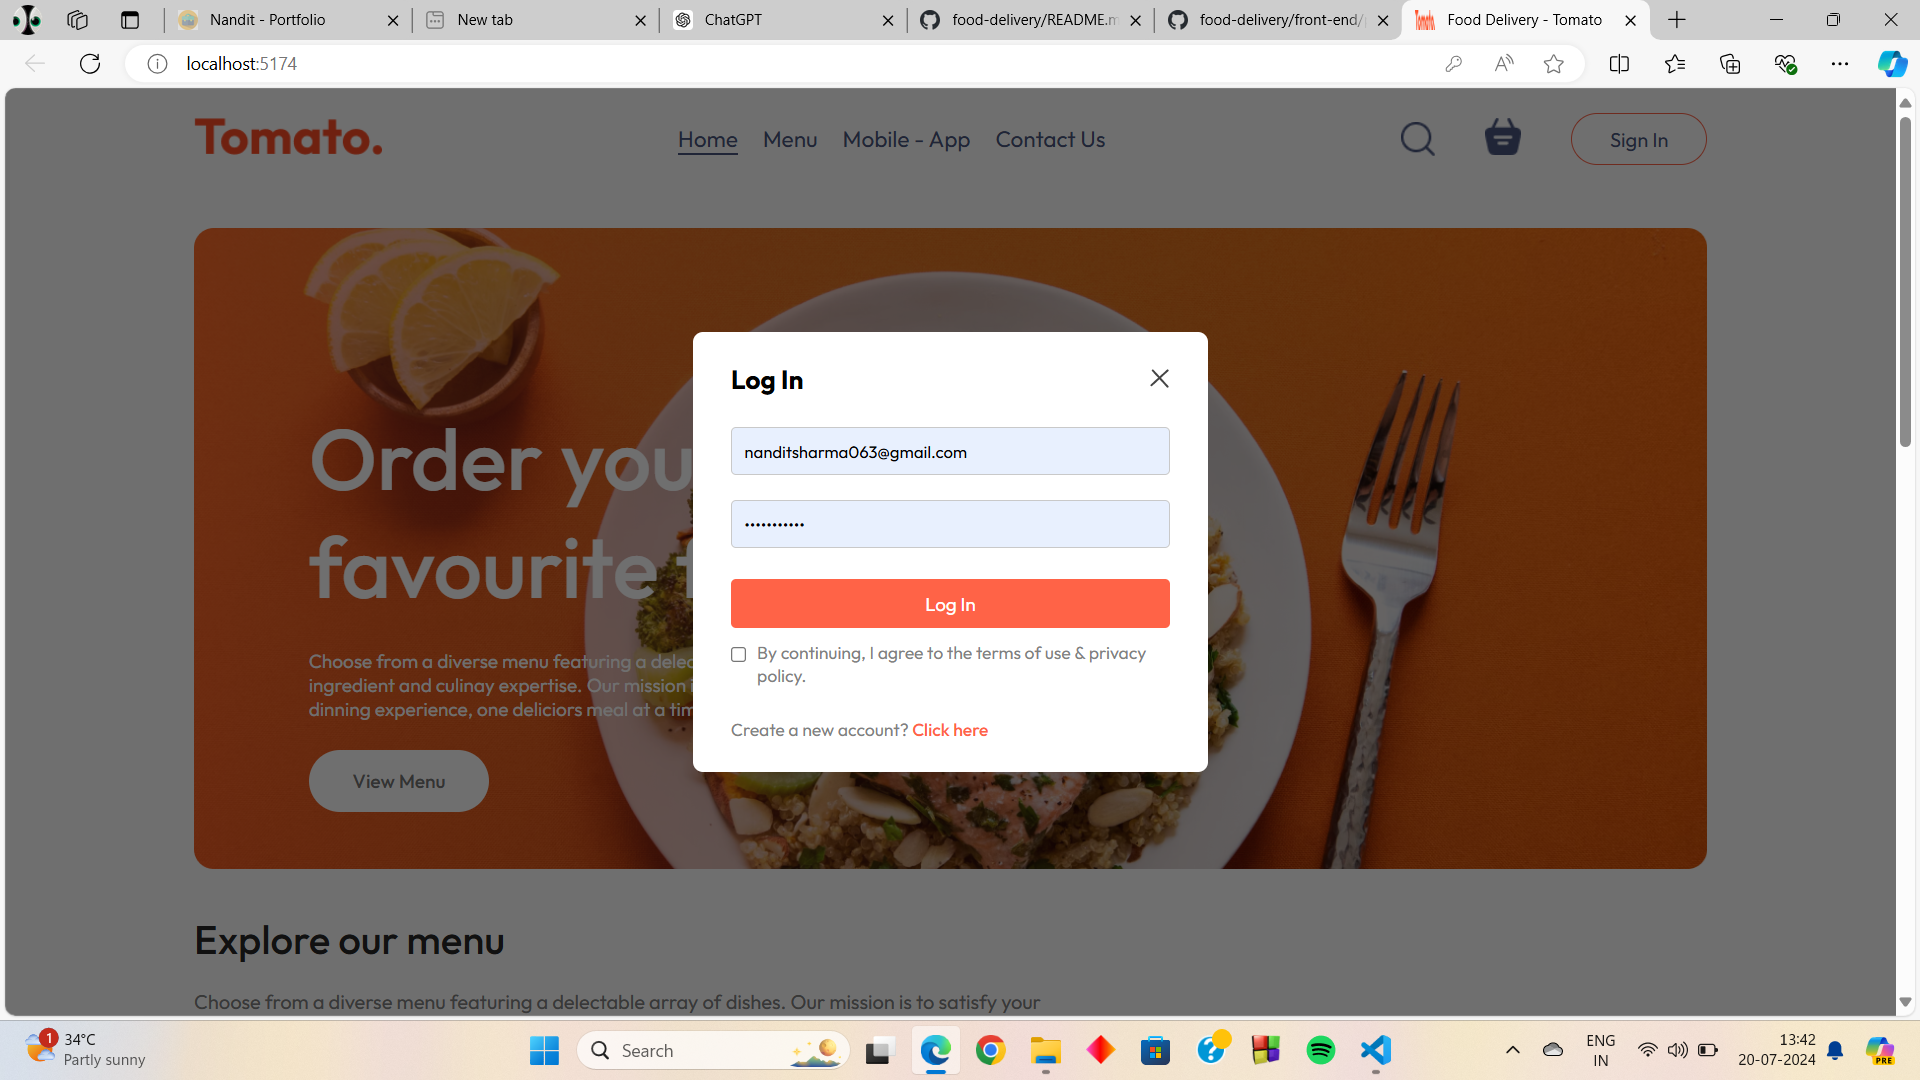 Nandit - Portfolio
New tab
ChatGPT
food-delivery/README.m
food-delivery/front-end/
Food Delivery - Tomato
localhost:5174
Tomato.
Home
Menu
Mobile - App
Contact Us
Sign In
Order you
favourite f
Choose from a diverse menu featuring a delec
ingredient and culinay expertise. Our mission i
dinning experience, one deliciors meal at a tim
View Menu
Log In
nanditsharma063@gmail.com
•••••••••••
Log In
By continuing, I agree to the terms of use & privacy
policy.
Create a new account? Click here
Explore our menu
Choose from a diverse menu featuring a delectable array of dishes. Our mission is to satisfy your
1
34°C
Partly sunny
Search
ENG
IN
13:42
20-07-2024
PRE